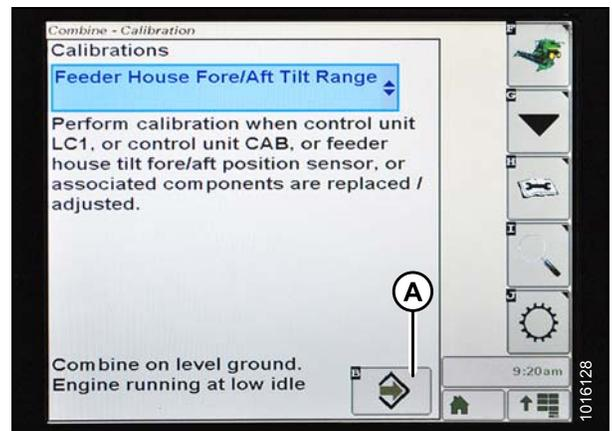 Combine - Calibration
Calibrations
Feeder House Fore/Aft Tilt Range
Perform calibration when control unit
LC1, or control unit CAB, or feeder
house tilt fore/aft position sensor, or
associated components are replaced /
adjusted.
A
Combine on level ground.
Engine running at low idle
B
F
G
H
I
J
9:20am
1016128